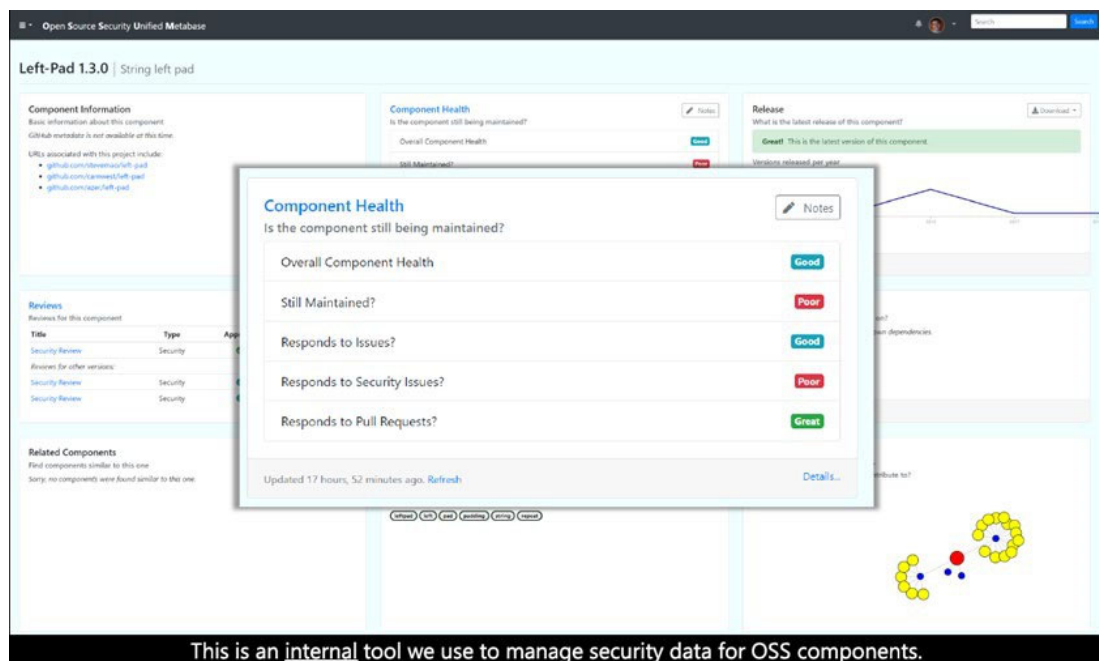 Open Source Security Unified Metabase
Search
Search
Left-Pad 1.3.0 | String left pad
Component Information
Basic information about this component
GitHub metadata is not available at this time.
URLs associated with this project include:
github.com/stevemao/left-pad
github.com/camwest/left-pad
github.com/azer/left-pad
Component Health
Notes
Is the component still being maintained?
Overall Component Health
Good
Still Maintained?
Poor
Release
Download
What is the latest release of this component?
Great! This is the latest version of this component.
Versions released per year
Component Health
Notes
Is the component still being maintained?
Overall Component Health
Good
Still Maintained?
Poor
Responds to Issues?
Good
Responds to Security Issues?
Poor
Responds to Pull Requests?
Great
Updated 17 hours, 52 minutes ago. Refresh
Details...
Reviews
Reviews for this component
Title Type App
Security Review Security
Reviews for other versions:
Security Review Security
Security Review Security
on?
dependencies.
Related Components
Find components similar to this one
Sorry, no components were found similar to this one.
leftpad left pad padding string repeat
This is an internal tool we use to manage security data for OSS components.